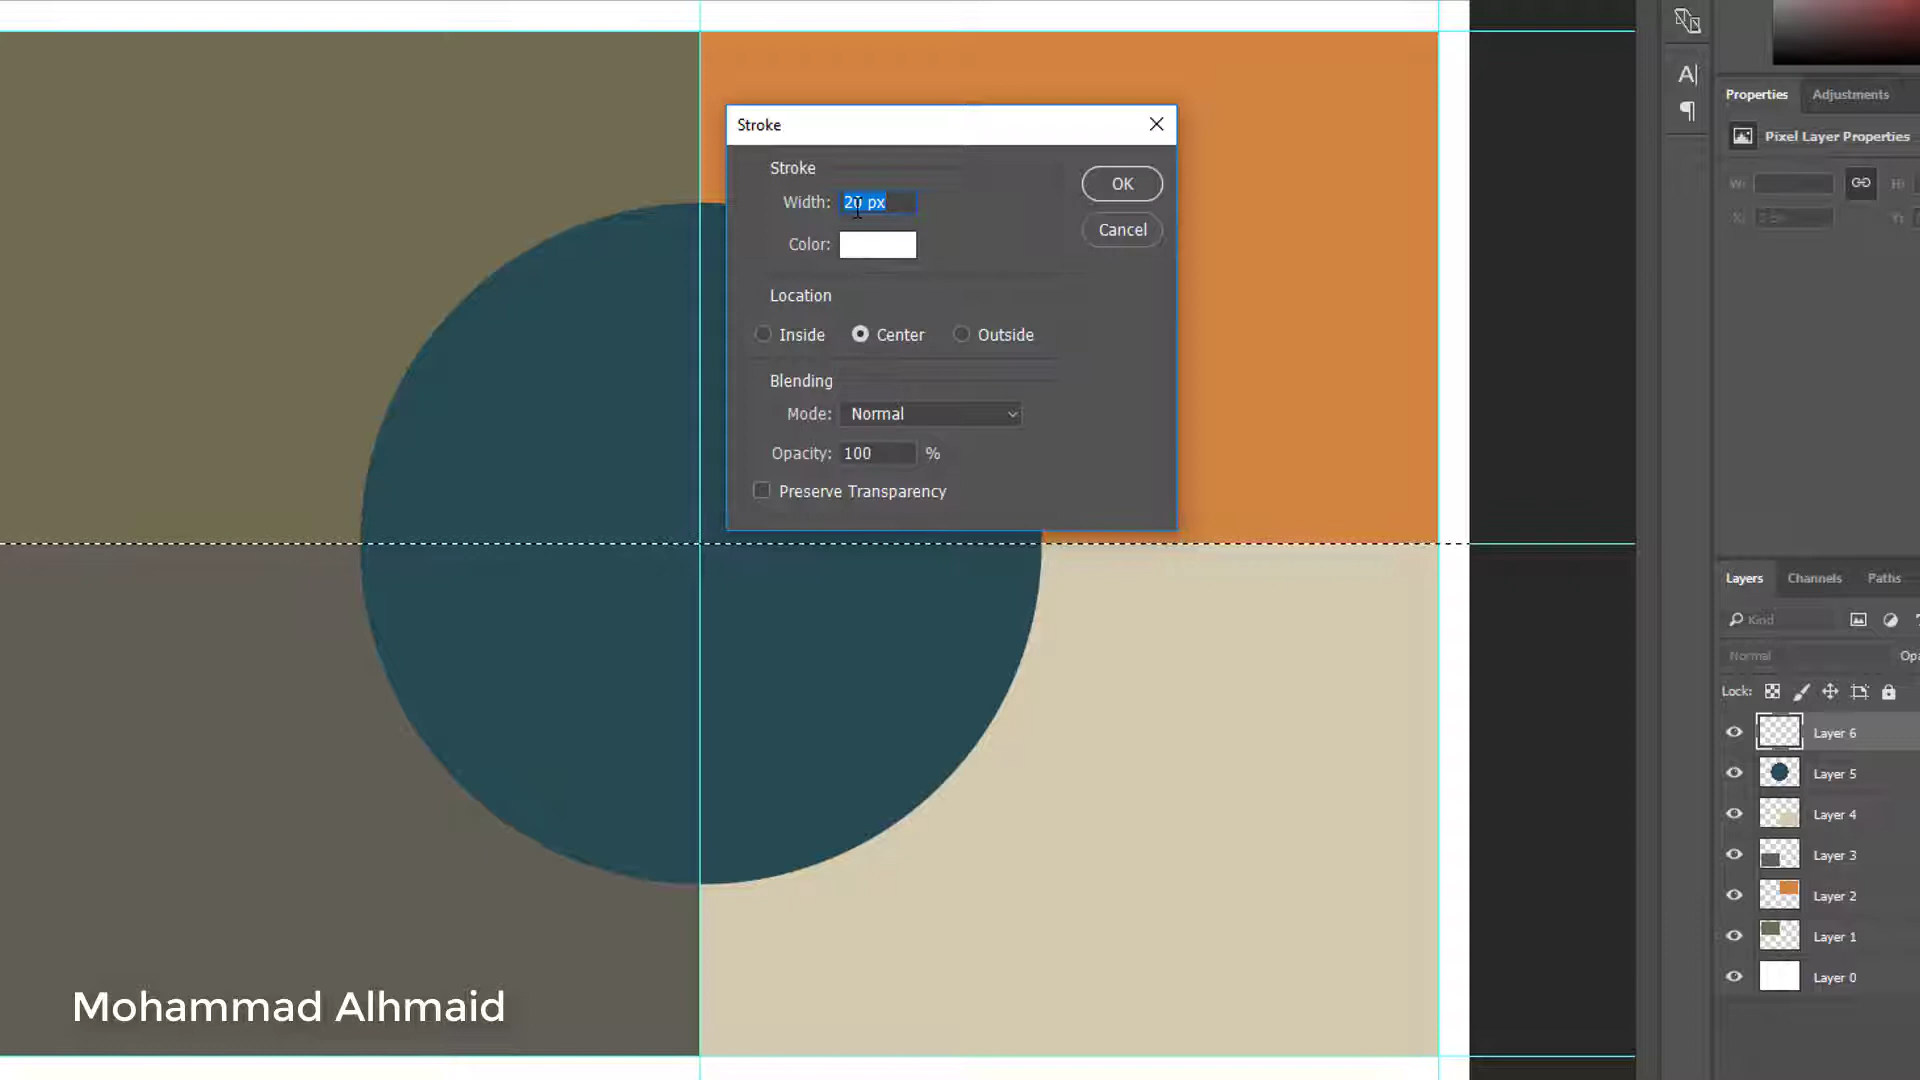 Stroke
Stroke
Width: 20 px
Color:
OK
Cancel
Location
Inside
Center
Outside
Blending
Mode: Normal
Opacity: 100 %
Preserve Transparency
A|
Properties
Adjustments
Pixel Layer Properties
W:
H:
X:
Layers
Channels
Paths
Kind
Normal
Opa
Lock:
Layer 6
Layer 5
Layer 4
Layer 3
Layer 2
Layer 1
Layer 0
Mohammad Alhmaid